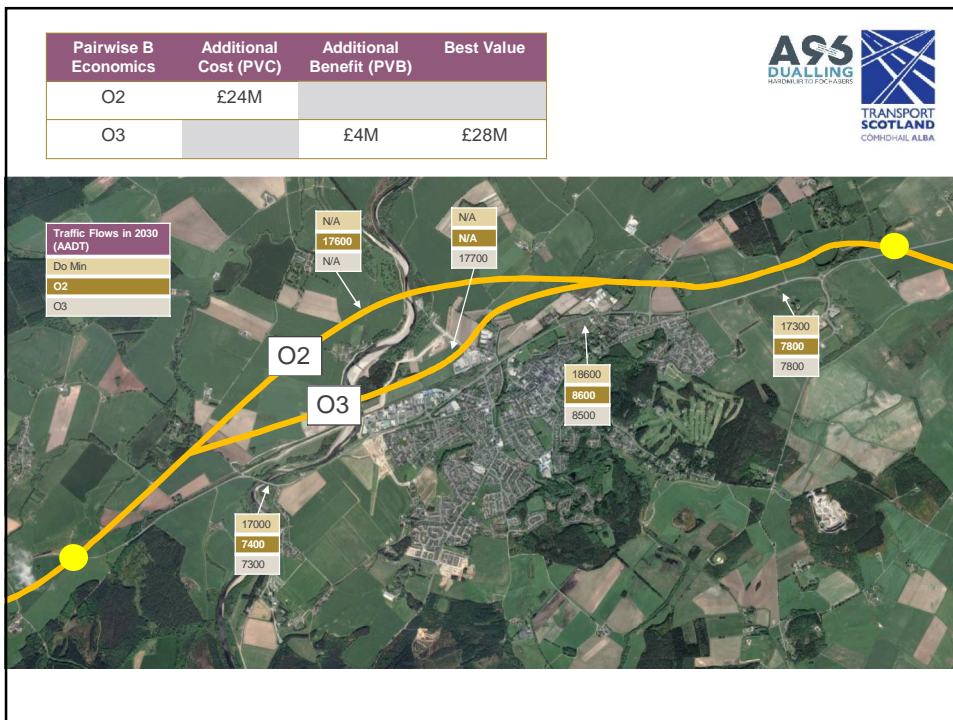 Pairwise B Economics
Additional Cost (PVC)
Additional Benefit (PVB)
Best Value
O2
£24M
O3
£4M
£28M
A96
DUALLING
HARDMUIR TO FOCHABERS
TRANSPORT
SCOTLAND
CÒMHDHAIL ALBA
Traffic Flows in 2030
(AADT)
Do Min
O2
O3
N/A
17600
N/A
N/A
N/A
17700
O2
O3
17300
7800
7800
18600
8600
8500
17000
7400
7300